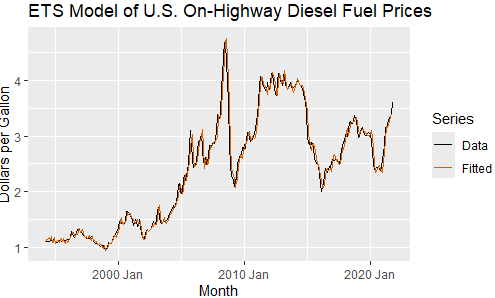 ETS Model of U.S. On-Highway Diesel Fuel Prices
Dollars per Gallon
4
3
2
1
2000 Jan
2010 Jan
2020 Jan
Month
Series
Data
Fitted